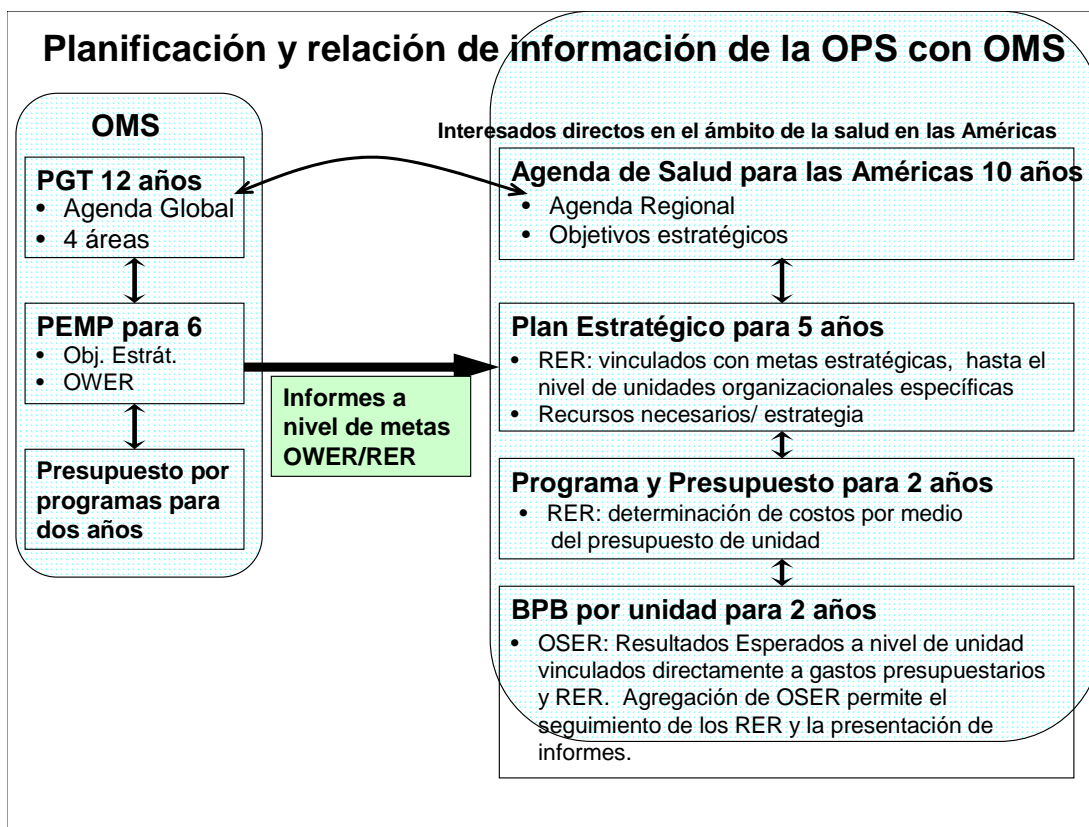 Planificación y relación de información de la OPS con OMS
OMS
PGT 12 años
• Agenda Global
• 4 áreas
PEMP para 6
• Obj. Estrát.
• OWER
Presupuesto por
programas para
dos años
Informes a
nivel de metas
OWER/RER
Interesados directos en el ámbito de la salud en las Américas
Agenda de Salud para las Américas 10 años
• Agenda Regional
• Objetivos estratégicos
Plan Estratégico para 5 años
• RER: vinculados con metas estratégicas, hasta el
nivel de unidades organizacionales específicas
• Recursos necesarios/ estrategia
Programa y Presupuesto para 2 años
• RER: determinación de costos por medio
del presupuesto de unidad
BPB por unidad para 2 años
• OSER: Resultados Esperados a nivel de unidad
vinculados directamente a gastos presupuestarios
y RER. Agregación de OSER permite el
seguimiento de los RER y la presentación de
informes.